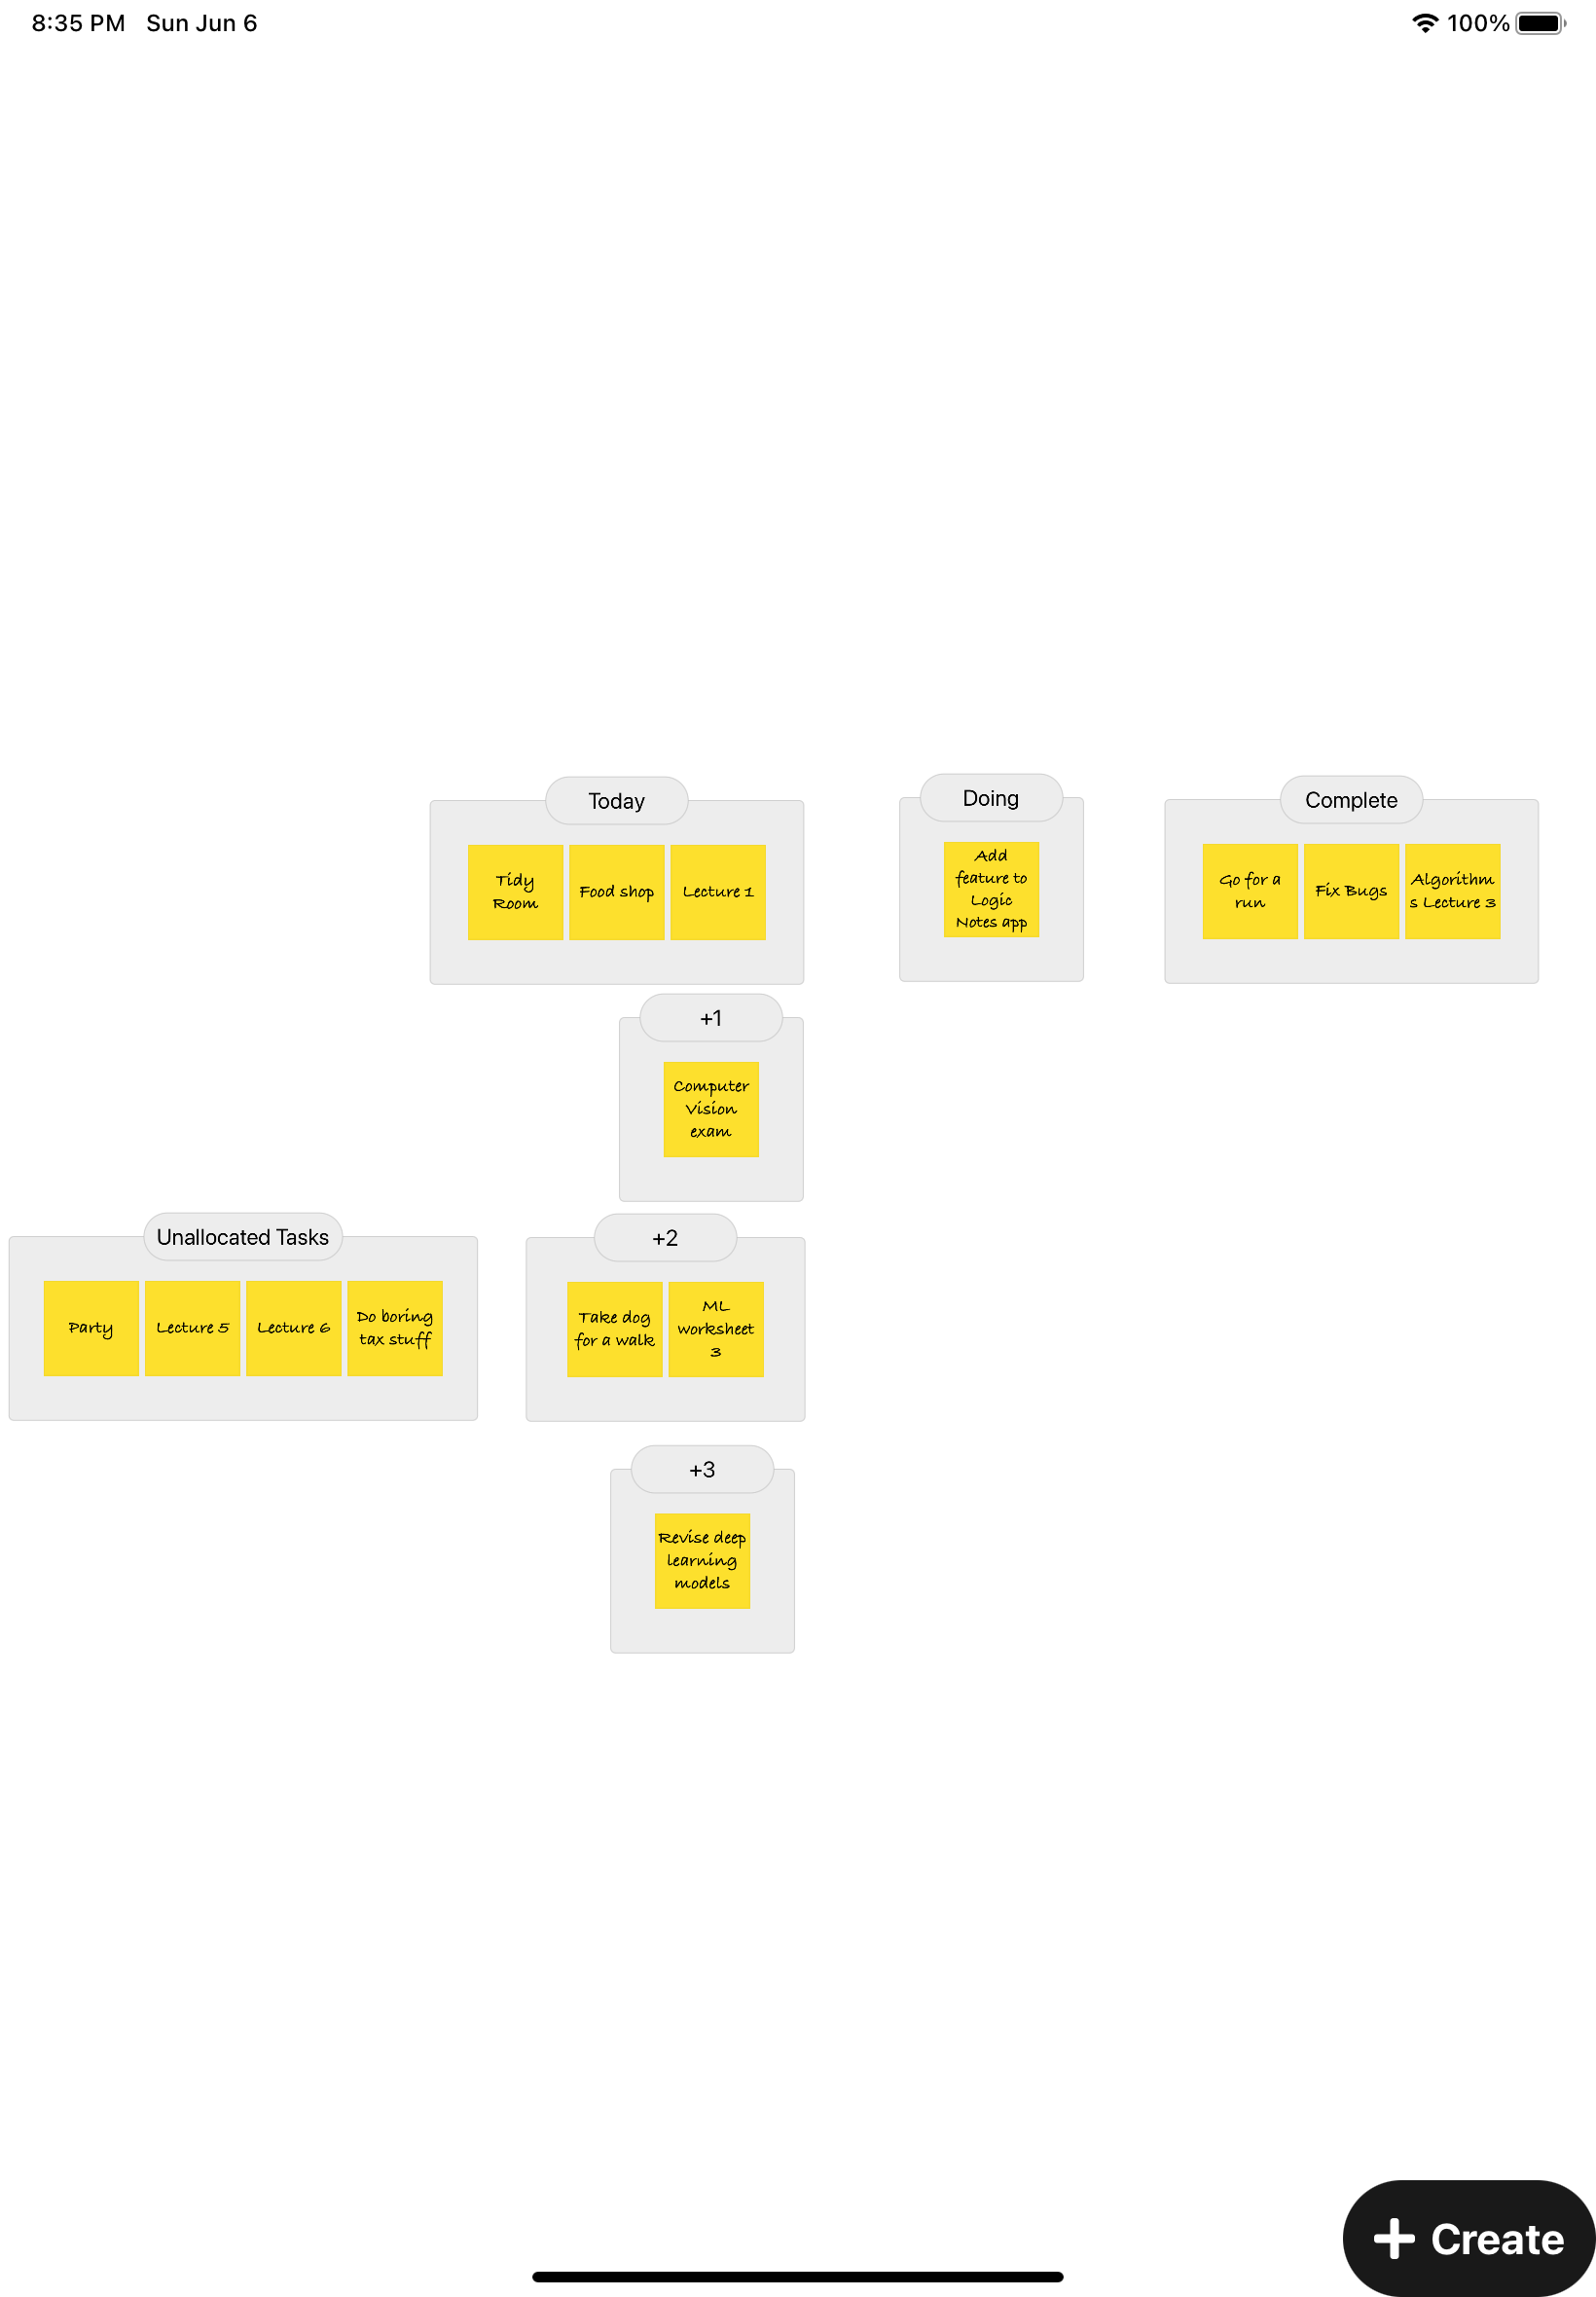 8:35 PM Sun Jun 6
100%
Today
Tidy
Room
Food shop
Lecture 1
Doing
Add
feature to
Logic
Notes app
Complete
Go for a
run
Fix Bugs
Algorithm
s Lecture 3
+1
Computer
Vision
exam
Unallocated Tasks
Party
Lecture 5
Lecture 6
Do boring
tax stuff
+2
Take dog
for a walk
ML
worksheet
3
+3
Revise deep
learning
models
+ Create